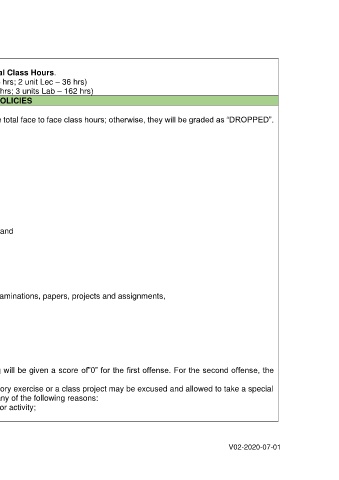 al Class Hours.
hrs; 2 unit Lec – 36 hrs)
hrs; 3 units Lab – 162 hrs)
OLICIES
e total face to face class hours; otherwise, they will be graded as “DROPPED”.
and
aminations, papers, projects and assignments,
g will be given a score of“0” for the first offense. For the second offense, the
ory exercise or a class project may be excused and allowed to take a special
any of the following reasons:
or activity;
V02-2020-07-01